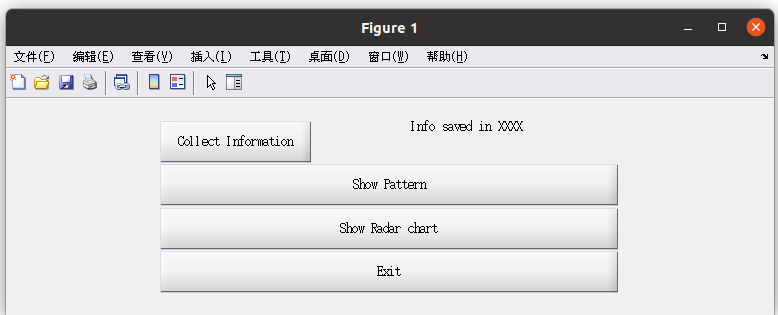 Figure 1
文件(F) 编辑(E) 查看(V) 插入(I) 工具(T) 桌面(D) 窗口(W) 帮助(H)
Info saved in XXXX
Collect Information
Show Pattern
Show Radar chart
Exit